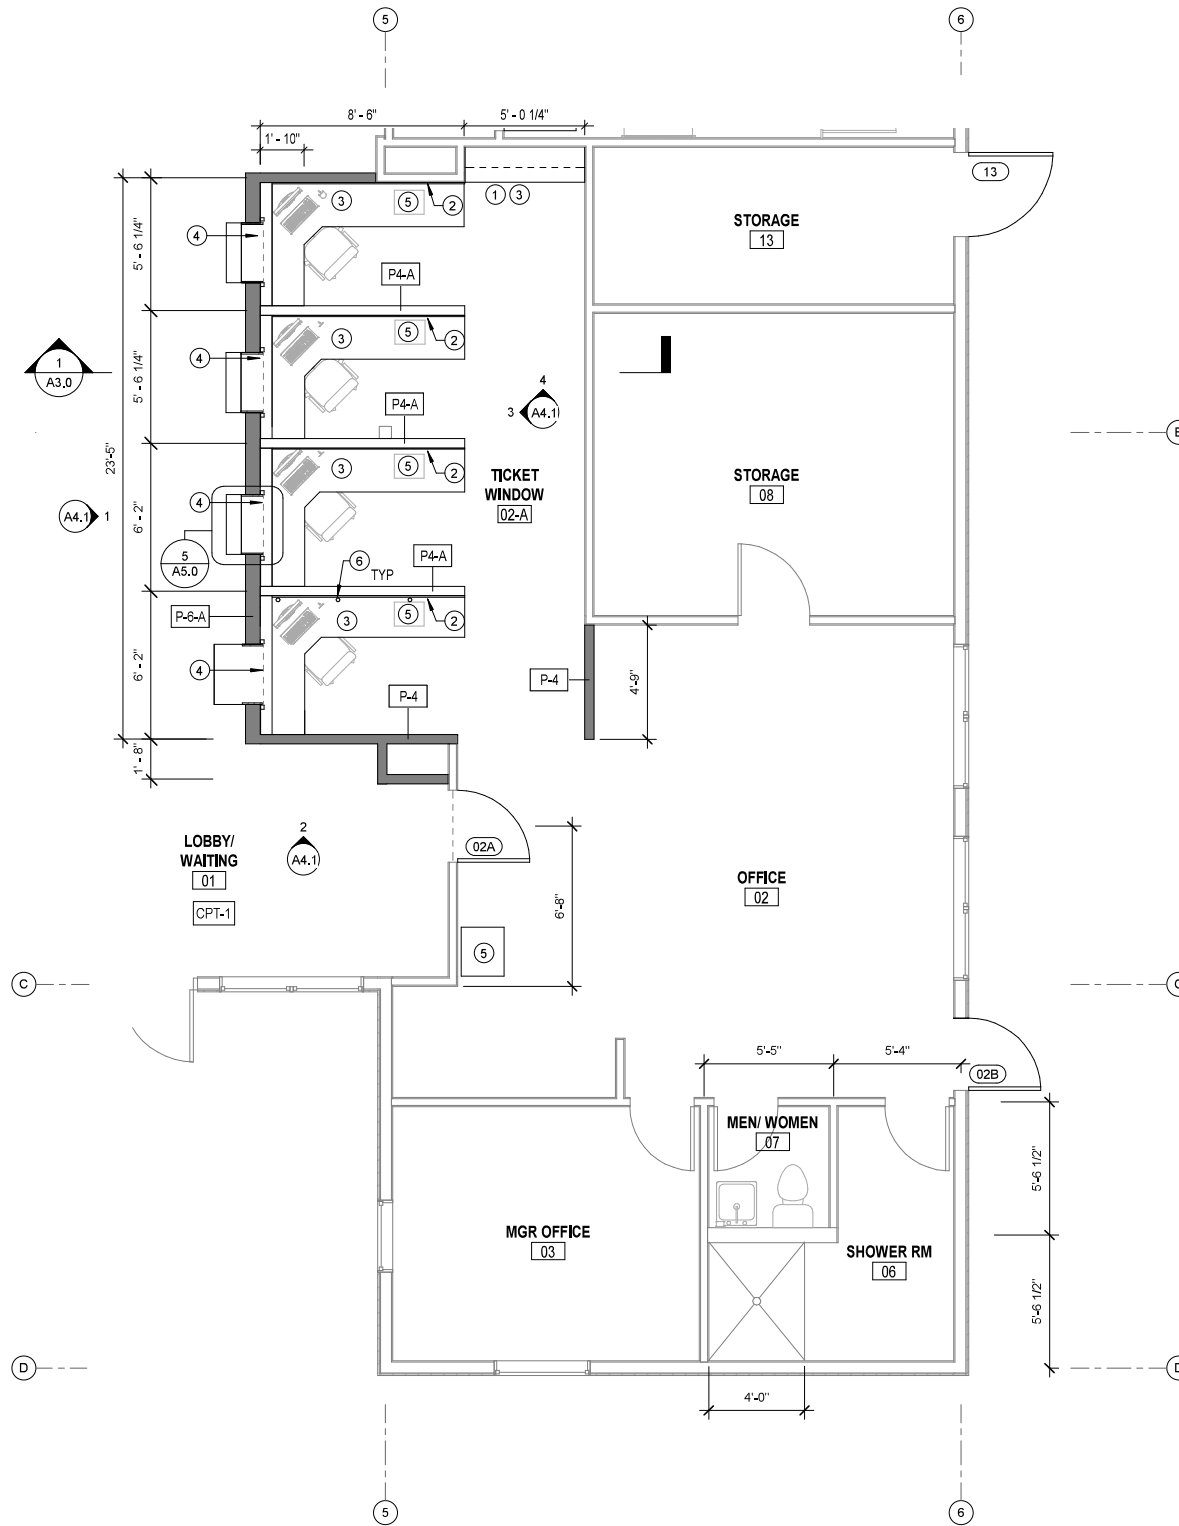 5
6
8' - 6"
5' - 0 1/4"
1' - 10"
13
1
3
3
5
2
STORAGE
13
4
5' - 6 1/4"
P4-A
3
5
2
1
A3.0
4
5' - 6 1/4"
P4-A
4
3
A4.1
23'-5"
3
5
2
TICKET
WINDOW
02-A
STORAGE
08
4
A4.1
1
6' - 2"
5
A5.0
6
TYP
P4-A
P-6-A
3
5
2
4
6' - 2"
P-4
P-4
4'-9"
1' - 8"
LOBBY/
WAITING
01
CPT-1
2
A4.1
02A
6'-8"
OFFICE
02
5
C
5'-5"
5'-4"
02B
MEN/ WOMEN
07
5'-6 1/2"
MGR OFFICE
03
SHOWER RM
06
5'-6 1/2"
D
4'-0"
5
6